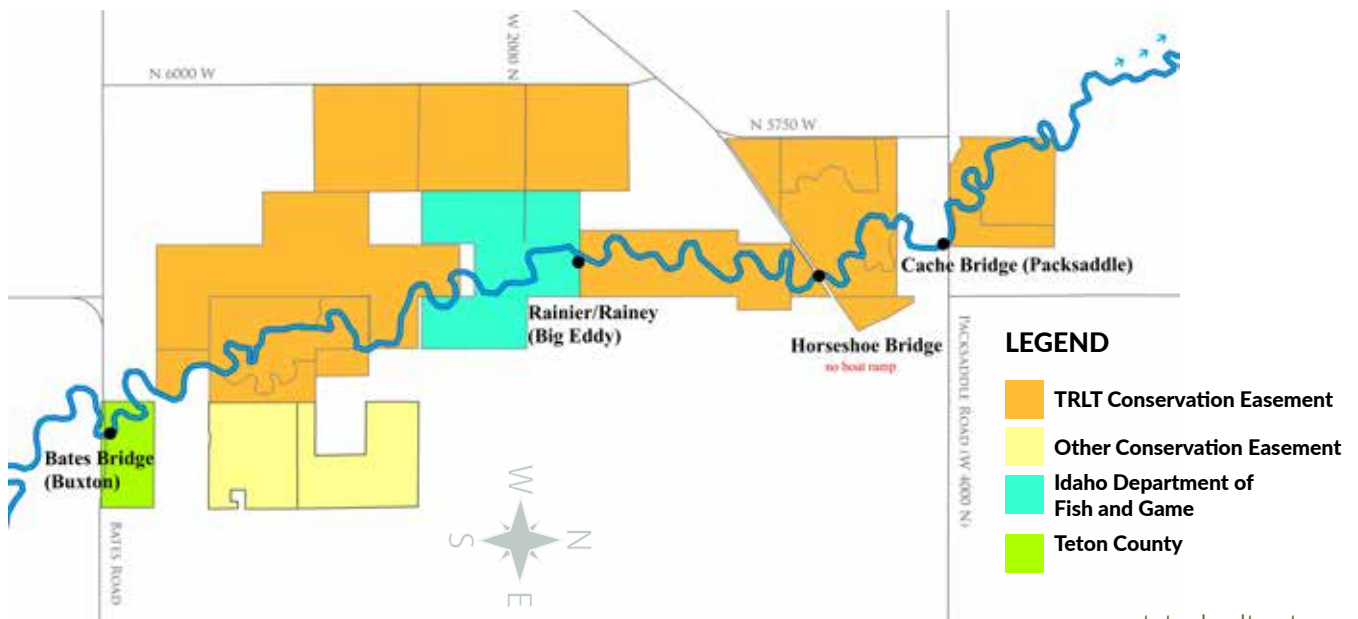 W 2000 N
N 6000 W
N 5750 W
Cache Bridge (Packsaddle)
Rainier/Rainey
(Big Eddy)
Horseshoe Bridge
no boat ramp
Bates Bridge
(Buxton)
BATES ROAD
PACKSADDLE ROAD (W 4000 N)
W
N
S
E
LEGEND
TRLT Conservation Easement
Other Conservation Easement
Idaho Department of
Fish and Game
Teton County